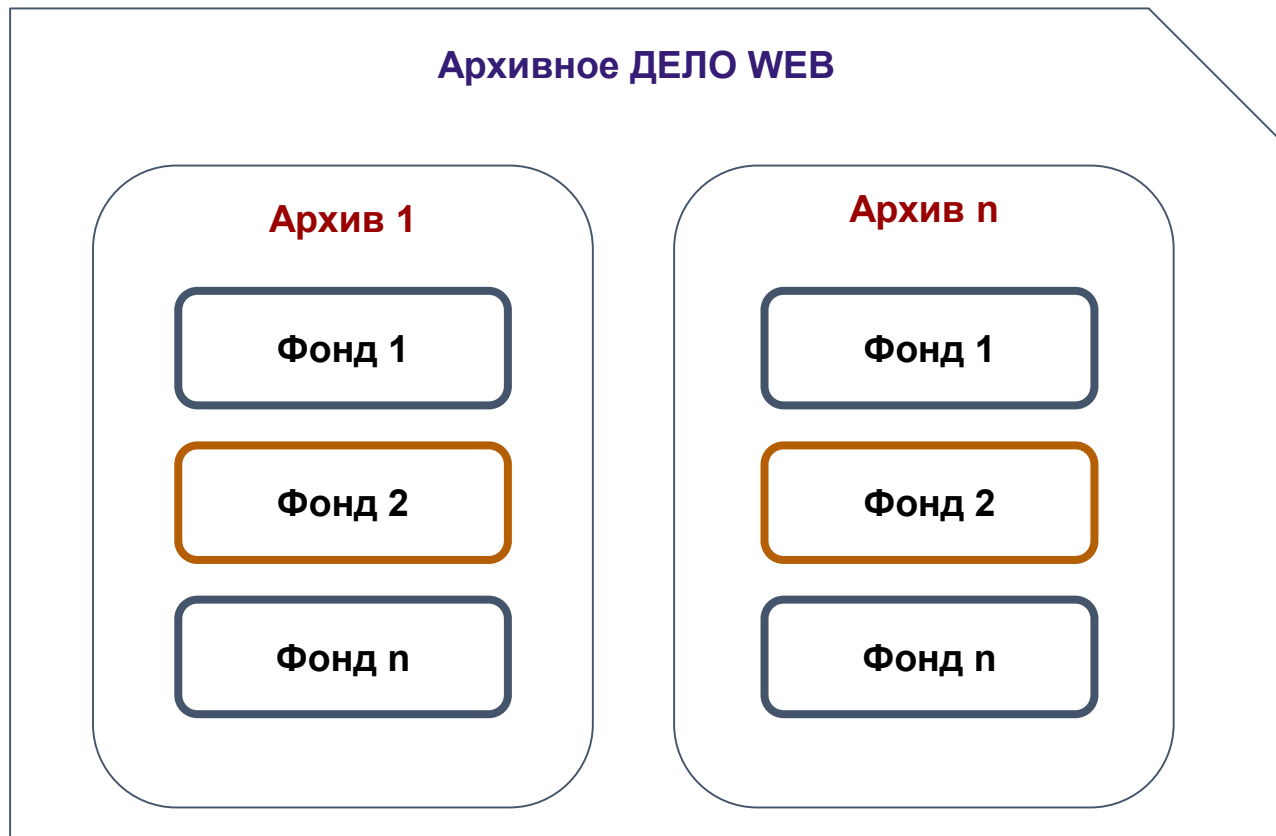 Архивное ДЕЛО WEB
Архив 1
Фонд 1
Фонд 2
Фонд n
Архив n
Фонд 1
Фонд 2
Фонд n